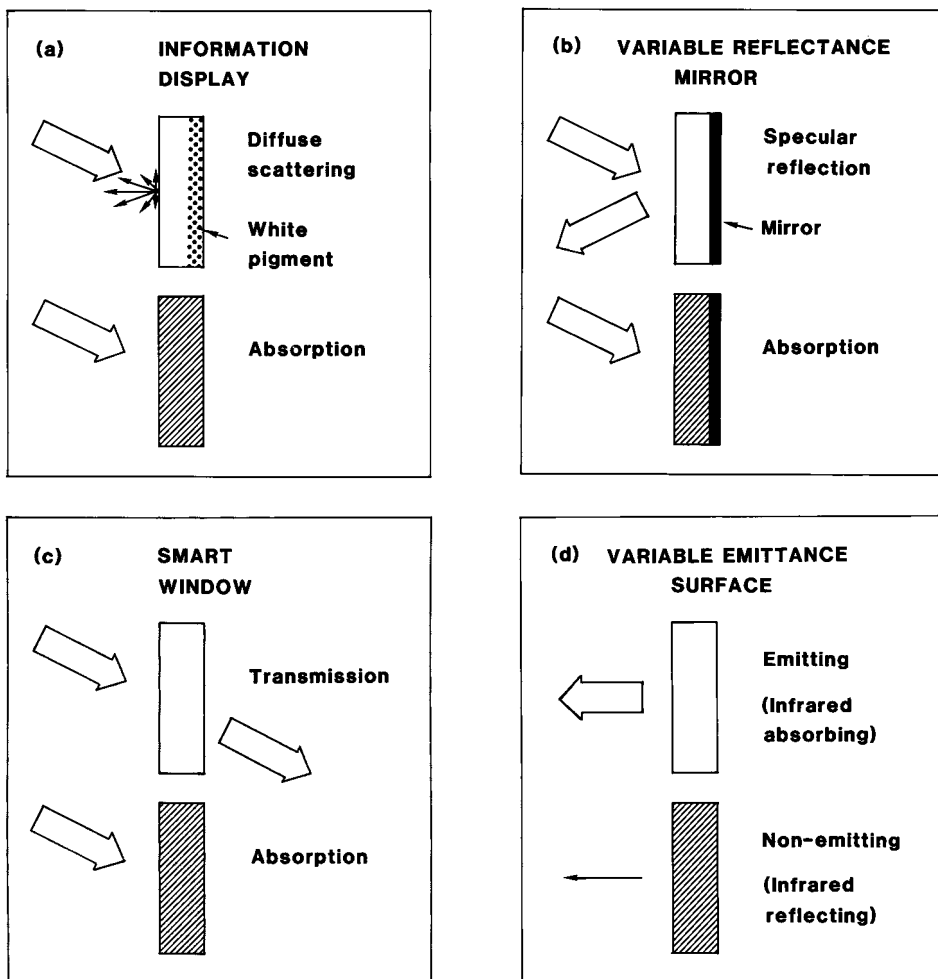 (a) INFORMATION
DISPLAY
Diffuse
scattering
White
pigment
Absorption
(b) VARIABLE REFLECTANCE
MIRROR
Specular
reflection
Mirror
Absorption
(c) SMART
WINDOW
Transmission
Absorption
(d) VARIABLE EMITTANCE
SURFACE
Emitting
(Infrared
absorbing)
Non-emitting
(Infrared
reflecting)